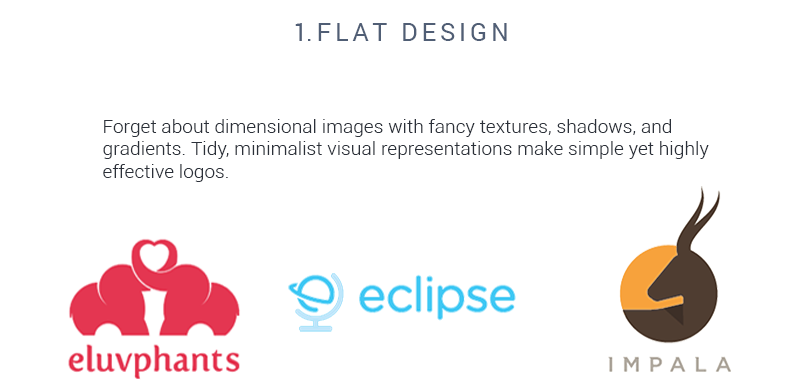 1.FLAT DESIGN
Forget about dimensional images with fancy textures, shadows, and
gradients. Tidy, minimalist visual representations make simple yet highly
effective logos.
eluvphants
eclipse
IMPALA